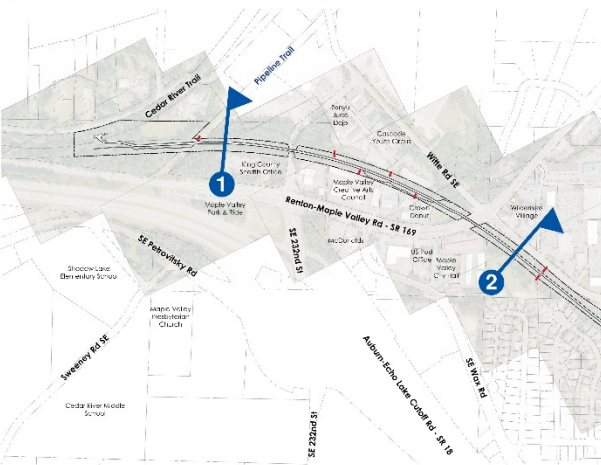 Cedar River Trail
Pipeline Trail
Tanya
Judo
Dojo
Cascade
Youth Circus
Witte Rd SE
King County
Sheriffs Office
1
Maple Valley
Creative Arts
Council
Maple Valley
Park & Ride
Crown
Donut
Wilderness
Village
Renton-Maple Valley Rd - SR 169
SE 232nd St
McDonalds
US Post
Office
Maple
Valley
City Hall
2
SE Petrovitsky Rd
Shadow Lake
Elementary School
Maple Valley
Presbyterian
Church
Sweeney Rd SE
Auburn-Echo Lake Cutoff Rd - SR 18
SE Wax Rd
Cedar River Middle
School
SE 232nd St